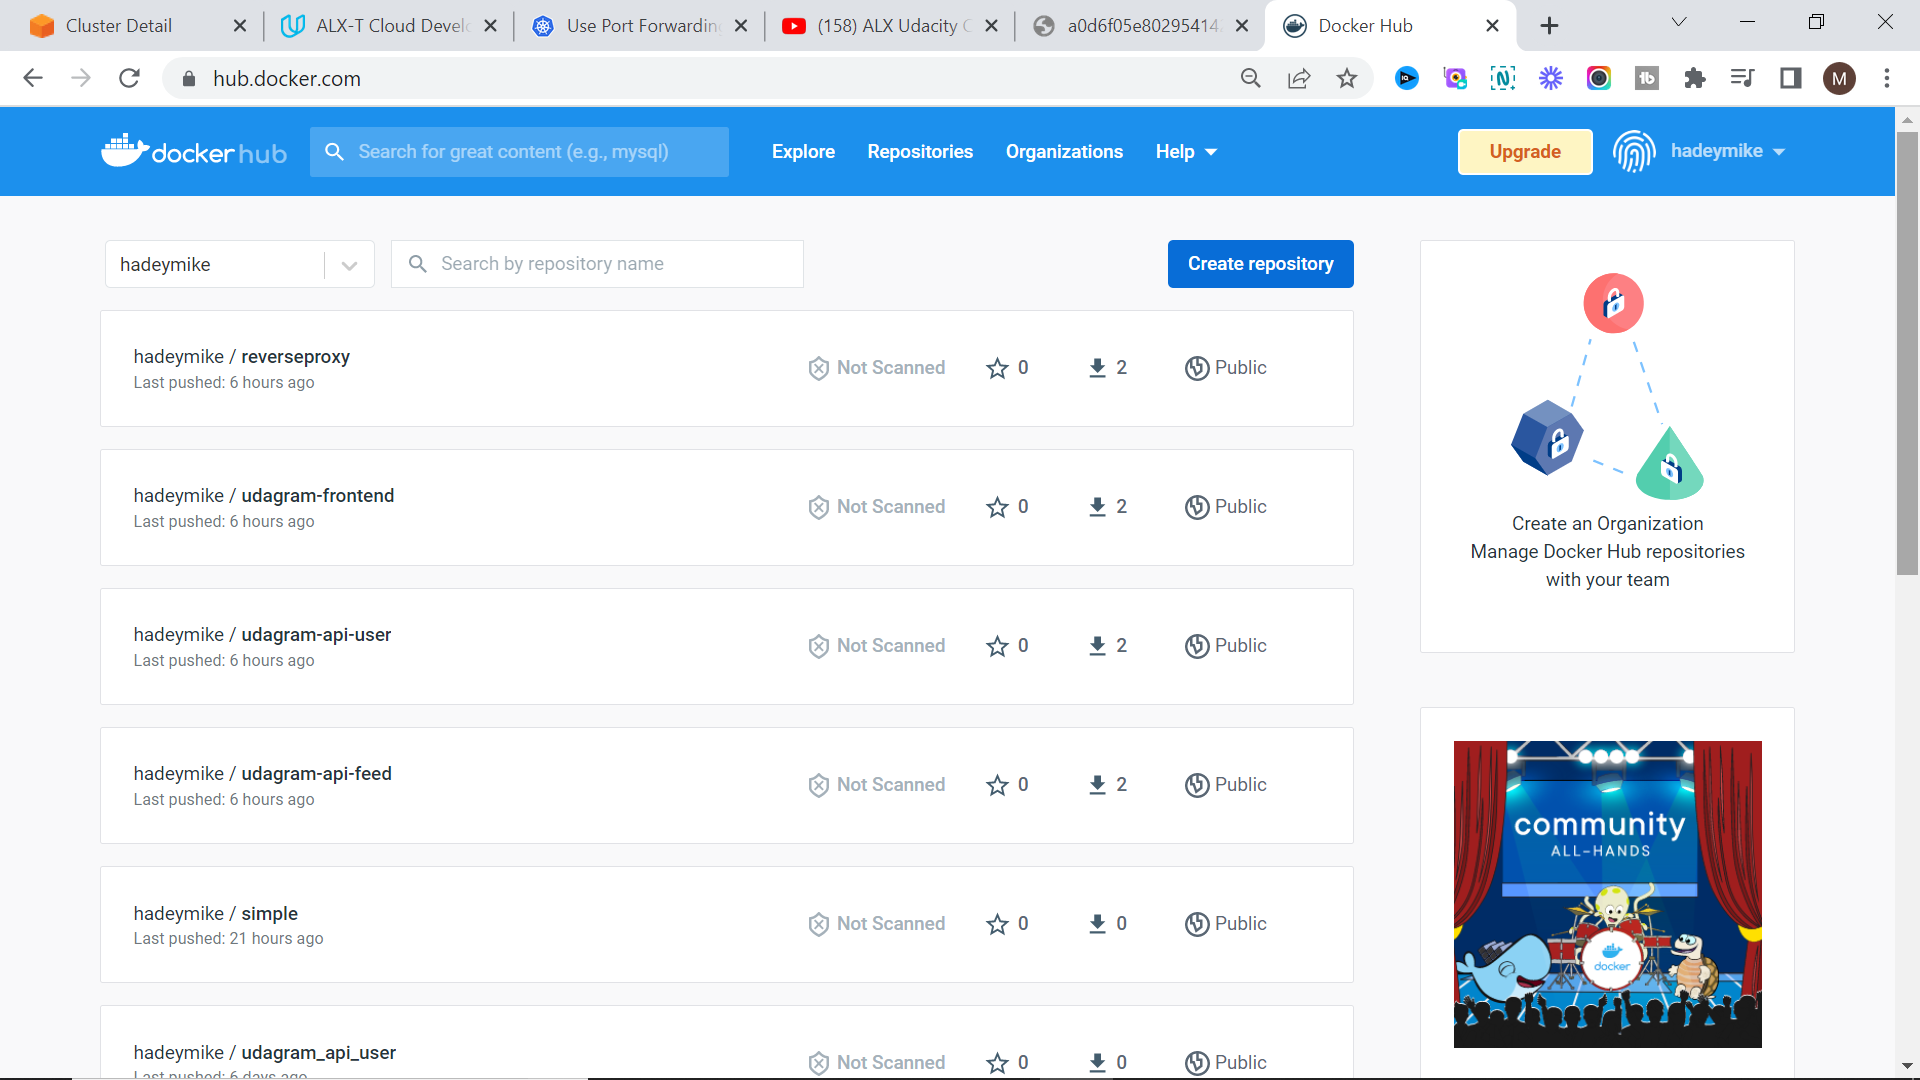 Cluster Detail
ALX-T Cloud Develo
Use Port Forwarding
(158) ALX Udacity C
a0d6f05e80295414
Docker Hub
hub.docker.com
M
docker hub
Search for great content (e.g., mysql)
Explore
Repositories
Organizations
Help
Upgrade
hadeymike
hadeymike
Search by repository name
Create repository
hadeymike / reverseproxy
Last pushed: 6 hours ago
Not Scanned
0
2
Public
hadeymike / udagram-frontend
Last pushed: 6 hours ago
Not Scanned
0
2
Public
hadeymike / udagram-api-user
Last pushed: 6 hours ago
Not Scanned
0
2
Public
hadeymike / udagram-api-feed
Last pushed: 6 hours ago
Not Scanned
0
2
Public
hadeymike / simple
Last pushed: 21 hours ago
Not Scanned
0
0
Public
hadeymike / udagram_api_user
Last pushed: 6 days ago
Not Scanned
0
0
Public
Create an Organization
Manage Docker Hub repositories
with your team
community
ALL-HANDS
docker